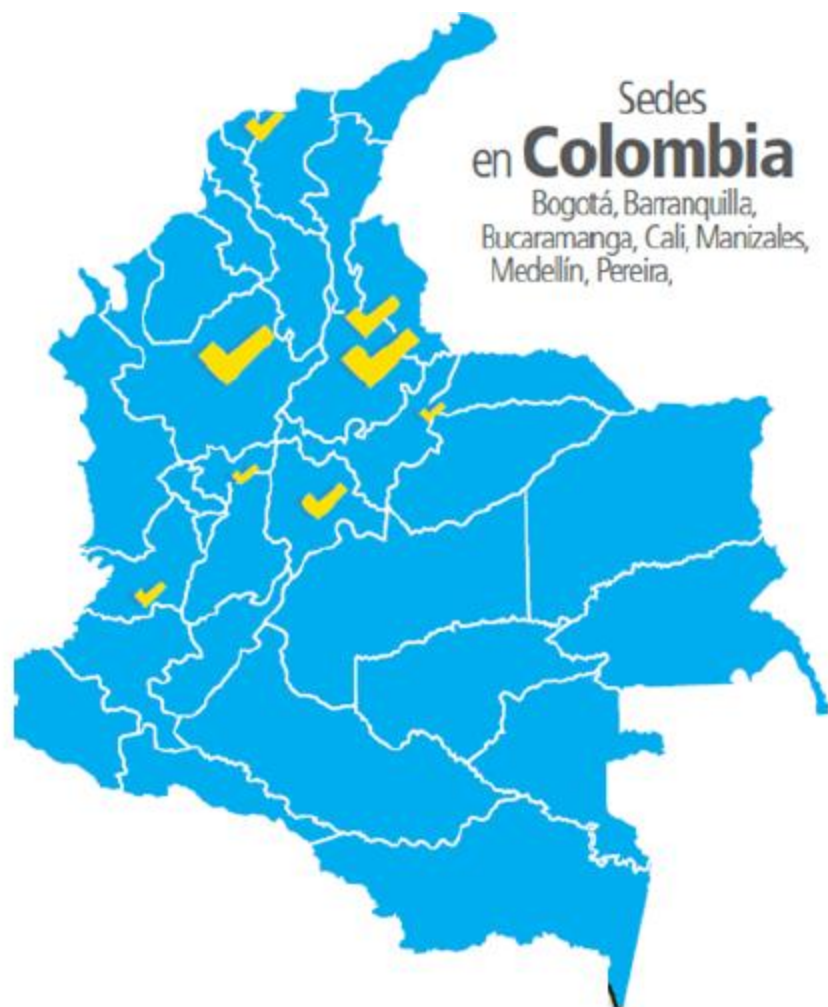 Sedes
en Colombia
Bogotá, Barranquilla,
Bucaramanga, Cali, Manizales,
Medellín, Pereira,